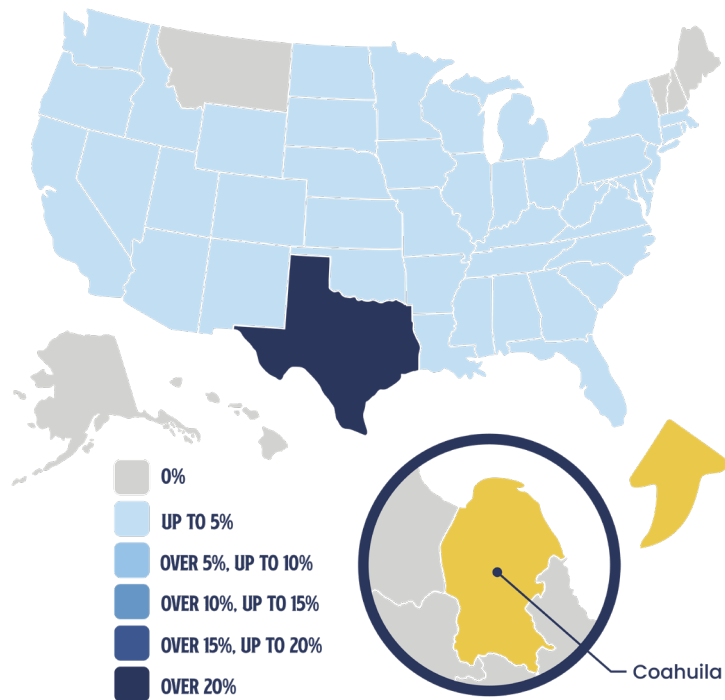 0%
UP TO 5%
OVER 5%, UP TO 10%
OVER 10%, UP TO 15%
OVER 15%, UP TO 20%
OVER 20%
Coahuila